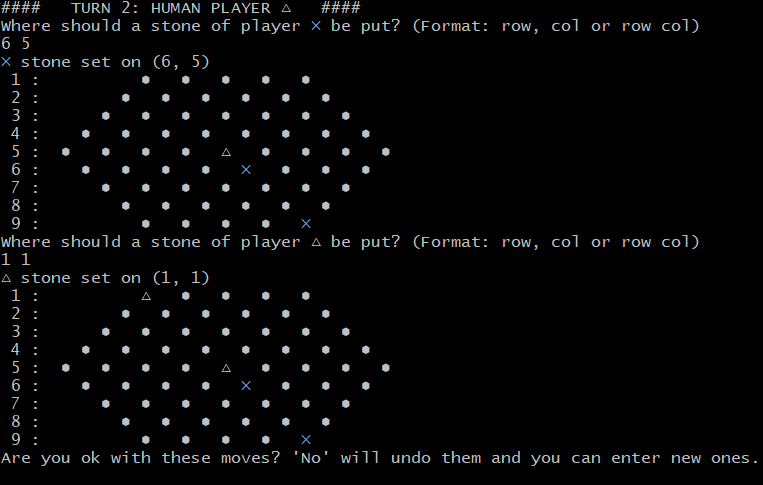 ####   TURN 2: HUMAN PLAYER △   ####
Where should a stone of player × be put? (Format: row, col or row col)
6 5
× stone set on (6, 5)
1 :             ⬢   ⬢   ⬢   ⬢   ⬢
2 :           ⬢   ⬢   ⬢   ⬢   ⬢   ⬢
3 :         ⬢   ⬢   ⬢   ⬢   ⬢   ⬢   ⬢
4 :       ⬢   ⬢   ⬢   ⬢   ⬢   ⬢   ⬢   ⬢
5 :     ⬢   ⬢   ⬢   ⬢   △   ⬢   ⬢   ⬢   ⬢
6 :       ⬢   ⬢   ⬢   ⬢   ×   ⬢   ⬢   ⬢
7 :         ⬢   ⬢   ⬢   ⬢   ⬢   ⬢   ⬢
8 :           ⬢   ⬢   ⬢   ⬢   ⬢   ⬢
9 :             ⬢   ⬢   ⬢   ⬢   ×
Where should a stone of player △ be put? (Format: row, col or row col)
1 1
△ stone set on (1, 1)
1 :             △   ⬢   ⬢   ⬢   ⬢
2 :           ⬢   ⬢   ⬢   ⬢   ⬢   ⬢
3 :         ⬢   ⬢   ⬢   ⬢   ⬢   ⬢   ⬢
4 :       ⬢   ⬢   ⬢   ⬢   ⬢   ⬢   ⬢   ⬢
5 :     ⬢   ⬢   ⬢   ⬢   △   ⬢   ⬢   ⬢   ⬢
6 :       ⬢   ⬢   ⬢   ⬢   ×   ⬢   ⬢   ⬢
7 :         ⬢   ⬢   ⬢   ⬢   ⬢   ⬢   ⬢
8 :           ⬢   ⬢   ⬢   ⬢   ⬢   ⬢
9 :             ⬢   ⬢   ⬢   ⬢   ×
Are you ok with these moves? 'No' will undo them and you can enter new ones.